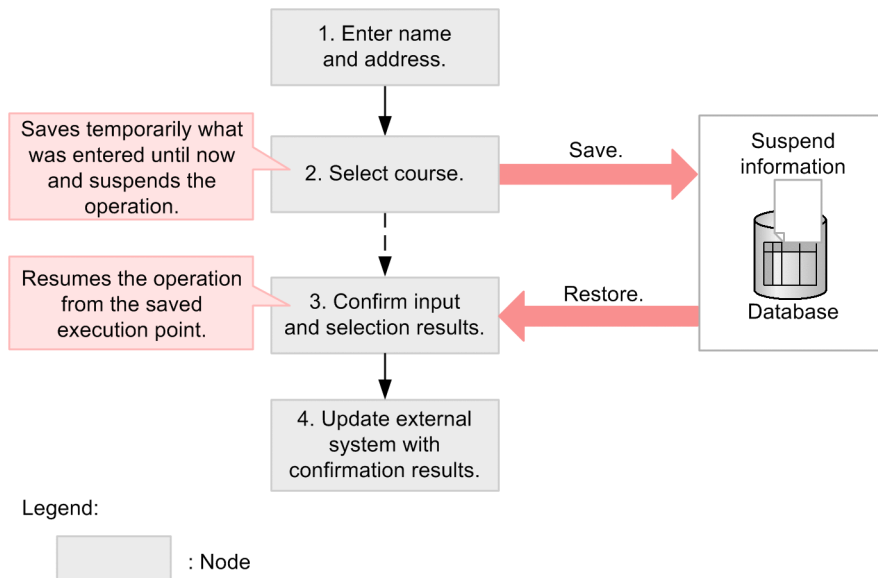 1. Enter name
and address.
Saves temporarily what
was entered until now
and suspends the
operation.
2. Select course.
Save.
Suspend
information
Database
Resumes the operation
from the saved
execution point.
3. Confirm input
and selection results.
Restore.
4. Update external
system with
confirmation results.
Legend:
: Node